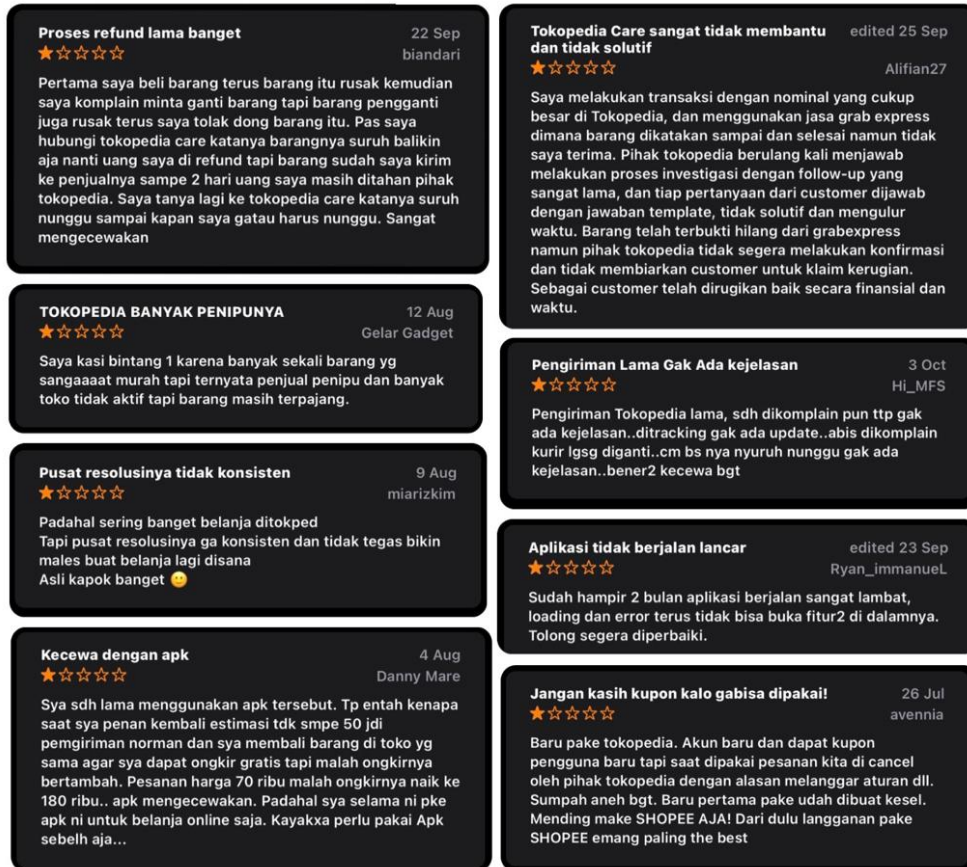 Proses refund lama banget
22 Sep
biandari
Pertama saya beli barang terus barang itu rusak kemudian
saya komplain minta ganti barang tapi barang pengganti
juga rusak terus saya tolak dong barang itu. Pas saya
hubungi tokopedia care katanya barangnya suruh balikin
aja nanti uang saya di refund tapi barang sudah saya kirim
ke penjualnya sampe 2 hari uang saya masih ditahan pihak
tokopedia. Saya tanya lagi ke tokopedia care katanya suruh
nunggu sampai kapan saya gatau harus nunggu. Sangat
mengecewakan
TOKOPEDIA BANYAK PENIPUNYA
12 Aug
Gelar Gadget
Saya kasi bintang 1 karena banyak sekali barang yg
sangaaaat murah tapi ternyata penjual penipu dan banyak
toko tidak aktif tapi barang masih terpajang.
Pusat resolusinya tidak konsisten
9 Aug
miarizkim
Padahal sering banget belanja ditokped
Tapi pusat resolusinya ga konsisten dan tidak tegas bikin
males buat belanja lagi disana
Asli kapok banget 🙂
Kecewa dengan apk
4 Aug
Danny Mare
Sya sdh lama menggunakan apk tersebut. Tp entah kenapa
saat sya penan kembali estimasi tdk smpe 50 jdi
pemgiriman norman dan sya membali barang di toko yg
sama agar sya dapat ongkir gratis tapi malah ongkirnya
bertambah. Pesanan harga 70 ribu malah ongkirnya naik ke
180 ribu.. apk mengecewakan. Padahal sya selama ni pke
apk ni untuk belanja online saja. Kayakxa perlu pakai Apk
sebelh aja...
Tokopedia Care sangat tidak membantu
dan tidak solutif
edited 25 Sep
Alifian27
Saya melakukan transaksi dengan nominal yang cukup
besar di Tokopedia, dan menggunakan jasa grab express
dimana barang dikatakan sampai dan selesai namun tidak
saya terima. Pihak tokopedia berulang kali menjawab
melakukan proses investigasi dengan follow-up yang
sangat lama, dan tiap pertanyaan dari customer dijawab
dengan jawaban template, tidak solutif dan mengulur
waktu. Barang telah terbukti hilang dari grabexpress
namun pihak tokopedia tidak segera melakukan konfirmasi
dan tidak membiarkan customer untuk klaim kerugian.
Sebagai customer telah dirugikan baik secara finansial dan
waktu.
Pengiriman Lama Gak Ada kejelasan
3 Oct
Hi_MFS
Pengiriman Tokopedia lama, sdh dikomplain pun ttp gak
ada kejelasan..ditracking gak ada update..abis dikomplain
kurir lgsg diganti..cm bs nya nyuruh nunggu gak ada
kejelasan..bener2 kecewa bgt
Aplikasi tidak berjalan lancar
edited 23 Sep
Ryan_immanueL
Sudah hampir 2 bulan aplikasi berjalan sangat lambat,
loading dan error terus tidak bisa buka fitur2 di dalamnya.
Tolong segera diperbaiki.
Jangan kasih kupon kalo gabisa dipakai!
26 Jul
avennia
Baru pake tokopedia. Akun baru dan dapat kupon
pengguna baru tapi saat dipakai pesanan kita di cancel
oleh pihak tokopedia dengan alasan melanggar aturan dll.
Sumpah aneh bgt. Baru pertama pake udah dibuat kesel.
Mending make SHOPEE AJA! Dari dulu langganan pake
SHOPEE emang paling the best